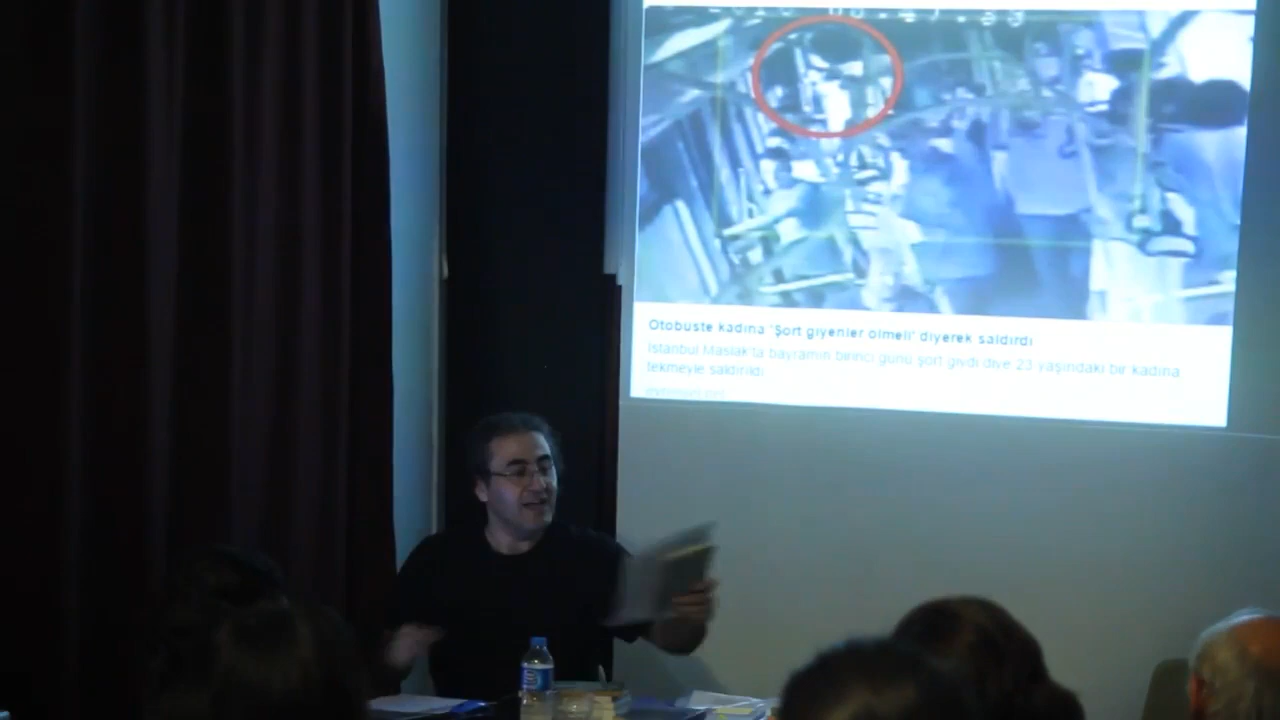 Otobüste kadına 'Şort giyenler ölmeli' diyerek saldırdı
İstanbul Maslak'ta bayramın birinci günü şort giydi diye 23 yaşındaki bir kadına
tekmeyle saldırıldı